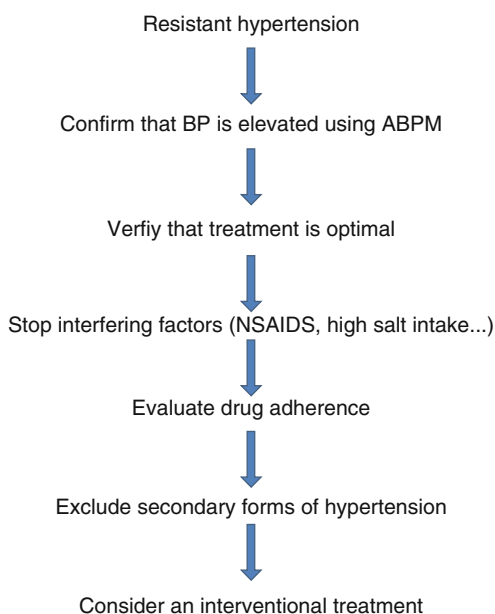 Resistant hypertension
Confirm that BP is elevated using ABPM
Verfiy that treatment is optimal
Stop interfering factors (NSAIDS, high salt intake...)
Evaluate drug adherence
Exclude secondary forms of hypertension
Consider an interventional treatment